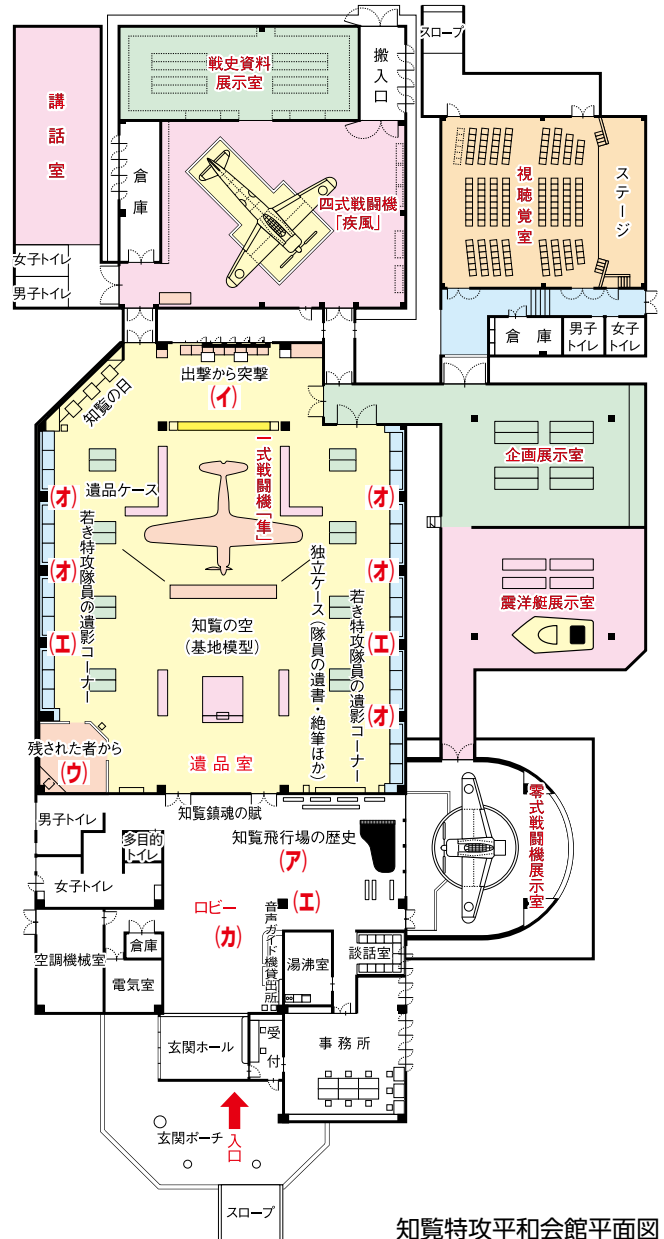 スロープ
戦史資料
展示室
搬入口
講話室
倉庫
四式戦闘機
「疾風」
視聴覚室
ステージ
女子トイレ
男子トイレ
倉庫
男子
トイレ
女子
トイレ
出撃から突撃
(イ)
知覧の日
一式戦闘機「隼」
企画展示室
遺品ケース
(オ)
(オ)
若き特攻隊員の遺影コーナー
(オ)
(オ)
独立ケース(隊員の遺書・絶筆ほか)
若き特攻隊員の遺影コーナー
震洋艇展示室
知覧の空
(基地模型)
(エ)
(エ)
(オ)
残された者から
(ウ)
遺品室
零式戦闘機展示室
知覧鎮魂の賦
男子トイレ
多目的
トイレ
知覧飛行場の歴史
(ア)
女子トイレ
ロビー
(カ)
(エ)
音声ガイド機貸出所
倉庫
空調機械室
電気室
湯沸室
談話室
玄関ホール
受付
事務所
玄関ポーチ
入口
スロープ
知覧特攻平和会館平面図